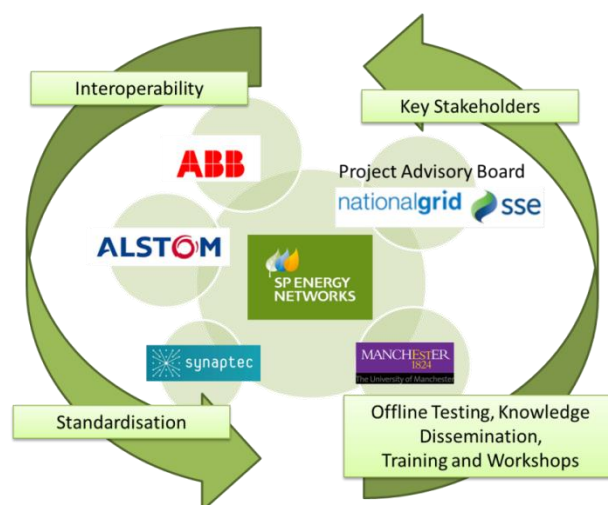 Interoperability
Key Stakeholders
ABB
Project Advisory Board
nationalgrid
sse
ALSTOM
SP ENERGY
NETWORKS
synaptec
MANCHESTER
1824
The University of Manchester
Standardisation
Offline Testing, Knowledge
Dissemination,
Training and Workshops